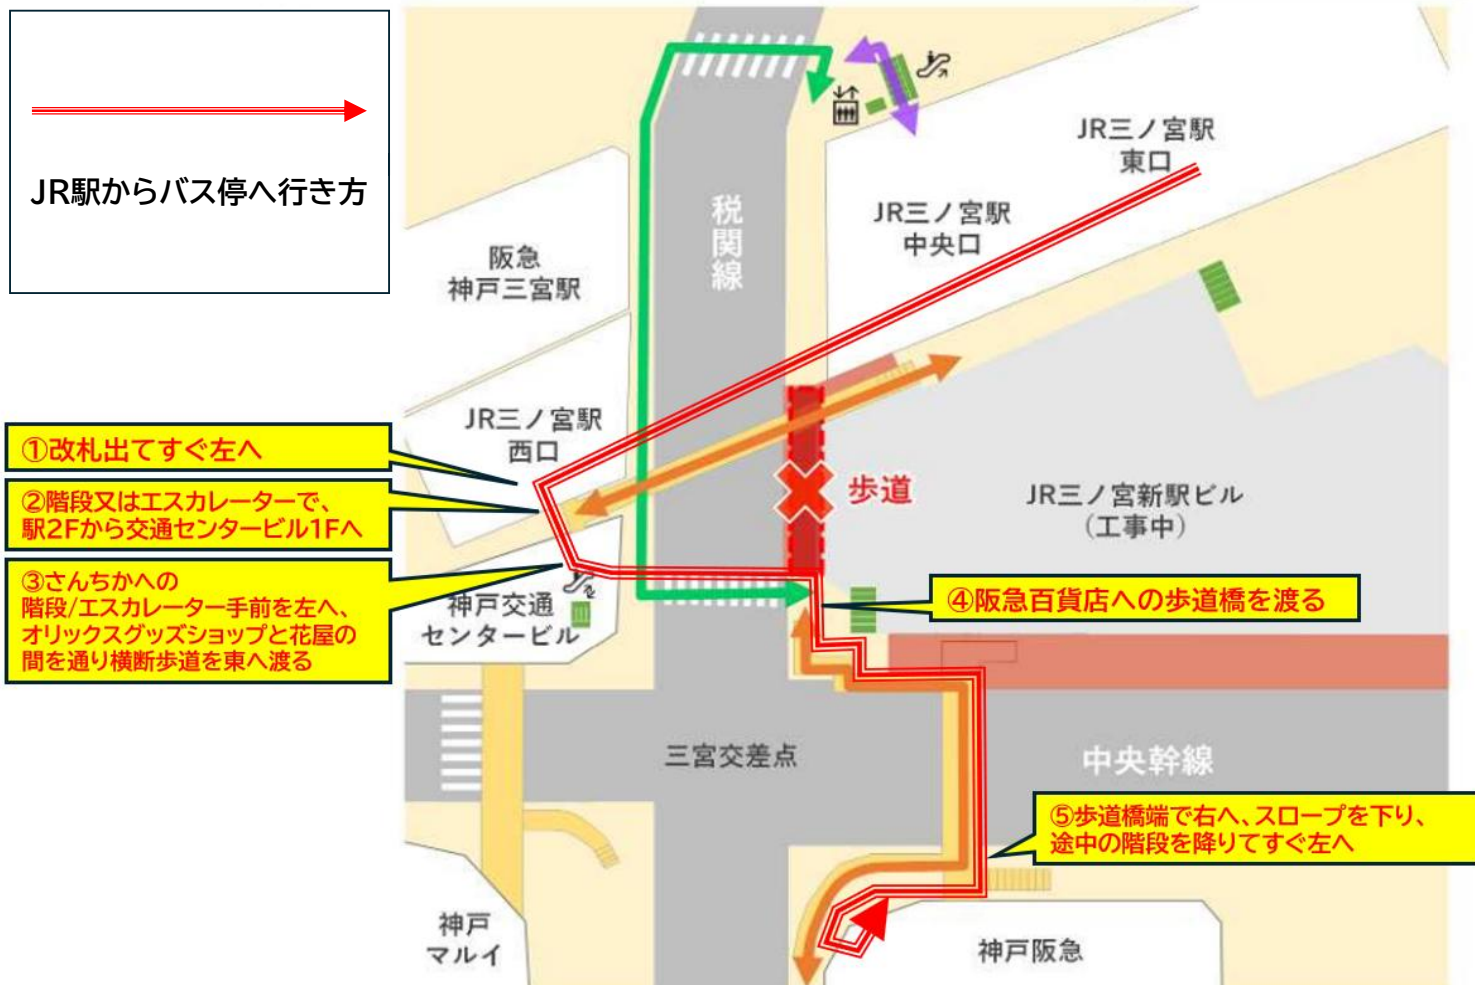 JR駅からバス停へ行き方
税関線
JR三ノ宮駅
東口
JR三ノ宮駅
中央口
阪急
神戸三宮駅
JR三ノ宮駅
西口
①改札出てすぐ左へ
②階段又はエスカレーターで、
駅2Fから交通センタービル1Fへ
③さんちかへの
階段/エスカレーター手前を左へ、
オリックスグッズショップと花屋の
間を通り横断歩道を東へ渡る
歩道
JR三ノ宮新駅ビル
(工事中)
神戸交通
センタービル
④阪急百貨店への歩道橋を渡る
三宮交差点
中央幹線
⑤歩道橋端で右へ、スロープを下り、
途中の階段を降りてすぐ左へ
神戸
マルイ
神戸阪急